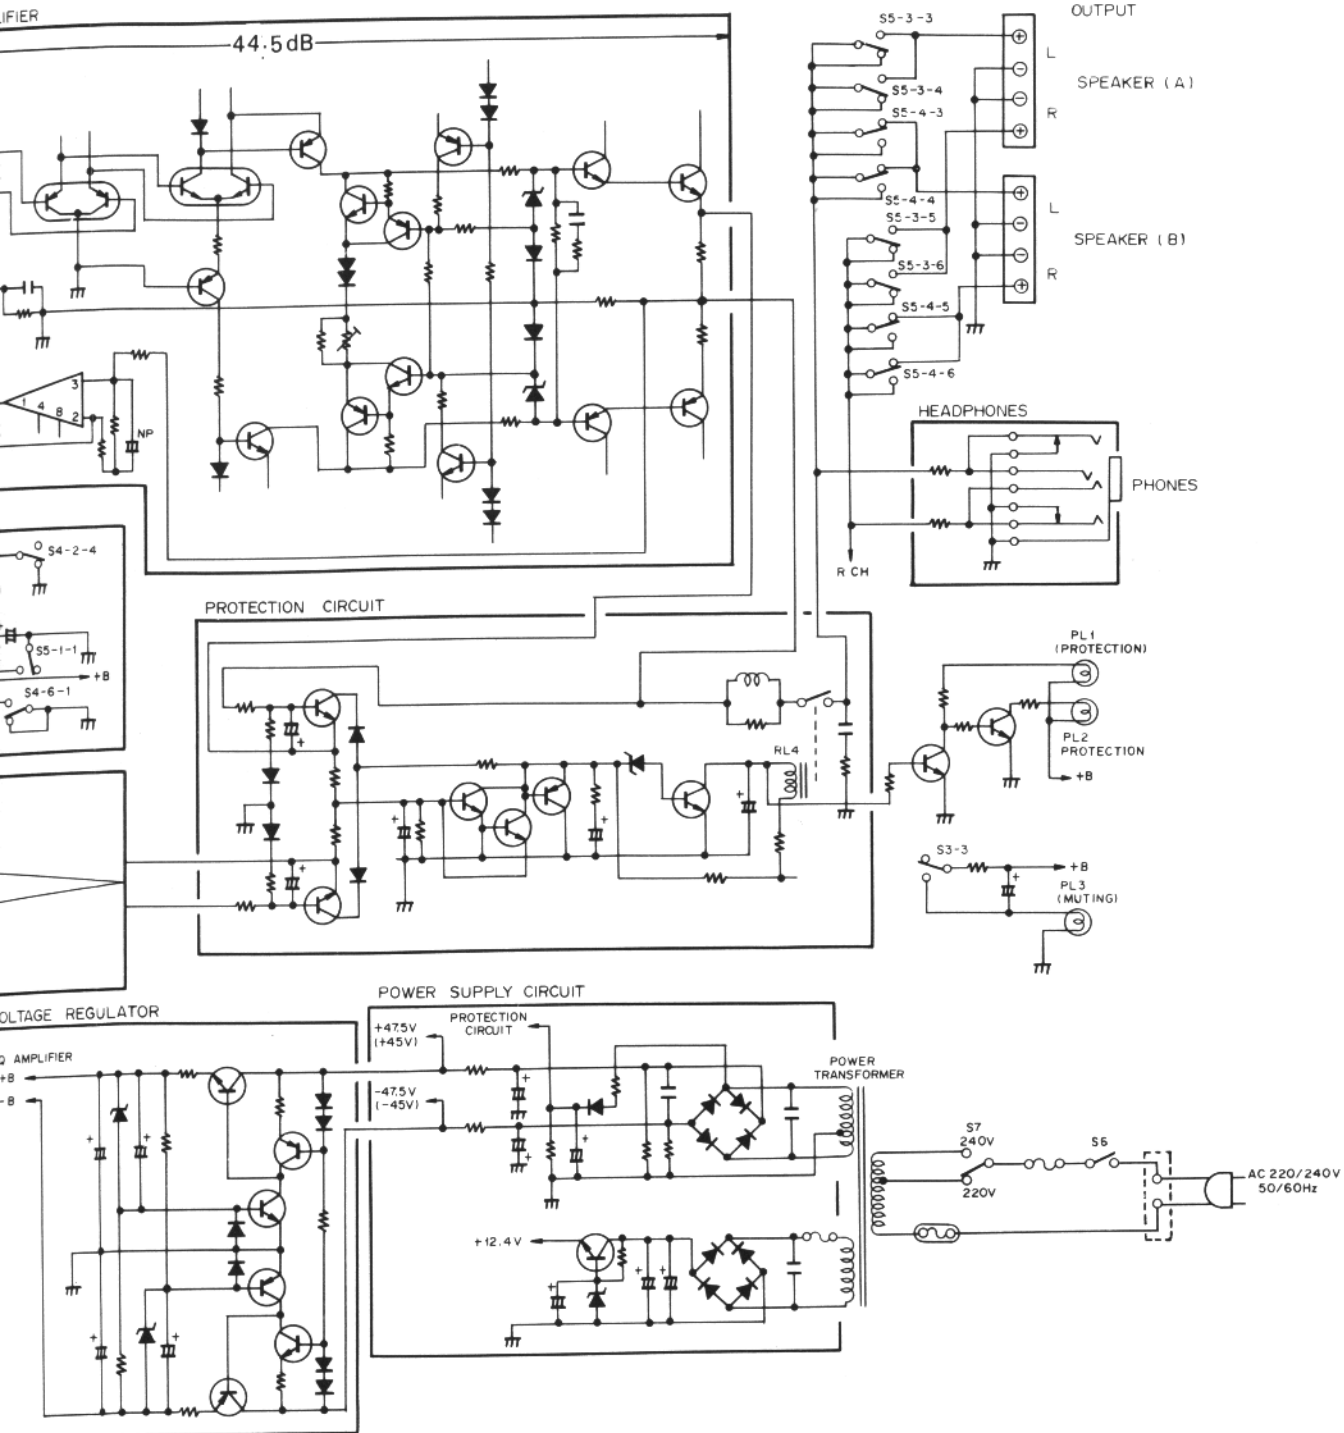 IFIER
44.5dB
S5-3-3
OUTPUT
L
SPEAKER (A)
S5-3-4
S5-4-3
R
S5-4-4
S5-3-5
L
SPEAKER (B)
S5-3-6
R
S5-4-5
S5-4-6
3
1
4
8
2
NP
HEADPHONES
PHONES
R CH
S4-2-4
+
S5-1-1
+B
S4-6-1
PROTECTION CIRCUIT
PL1
(PROTECTION)
+
RL4
PL2
PROTECTION
+B
+
+
+
+
S3-3
+B
+
PL3
(MUTING)
POWER SUPPLY CIRCUIT
OLTAGE REGULATOR
+47.5V
(+45V)
PROTECTION
CIRCUIT
Q AMPLIFIER
+B
-B
-47.5V
(-45V)
POWER
TRANSFORMER
+
+
+
+
+
S7
240V
S6
220V
AC 220/240V
50/60Hz
+12.4V
+
+
+
+
+